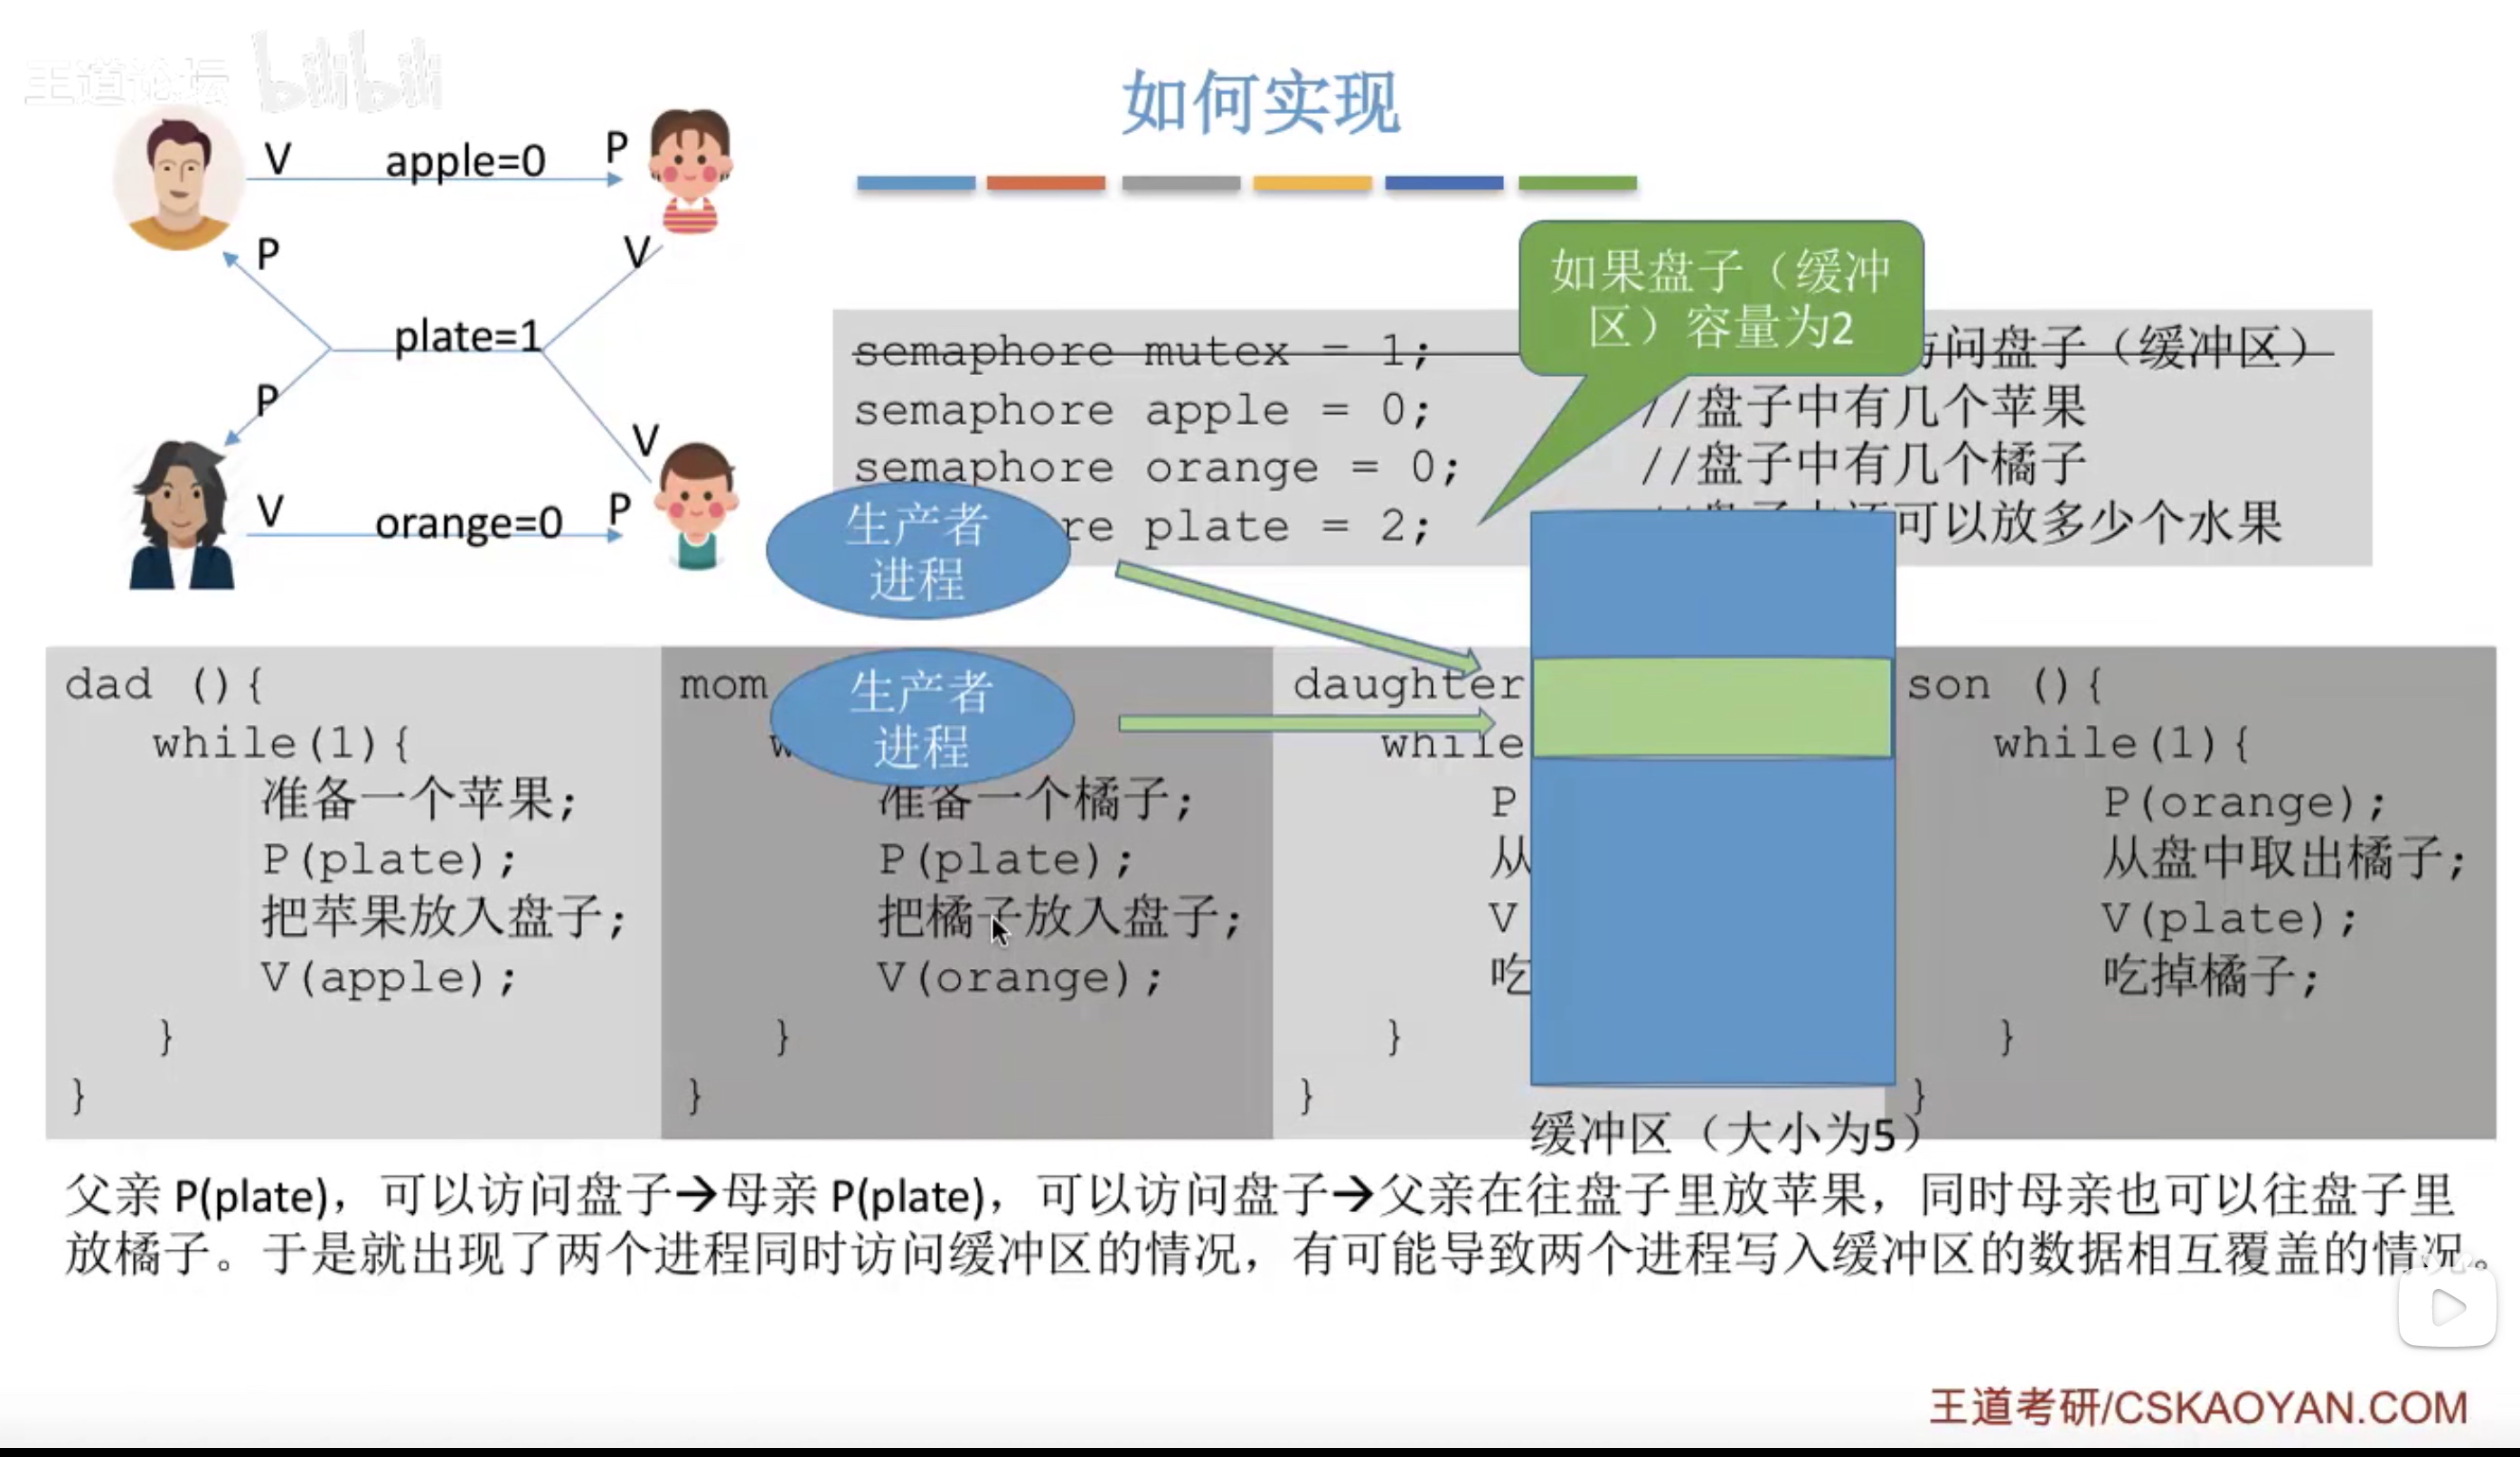 王道论坛 bilibili
如何实现
V apple=0 P
P V
plate=1
P V
V orange=0 P
如果盘子（缓冲
区）容量为2
semaphore mutex = 1; 问盘子（缓冲区）
semaphore apple = 0; //盘子中有几个苹果
semaphore orange = 0; //盘子中有几个橘子
re plate = 2; 可以放多少个水果
生产者
进程
生产者
进程
dad (){
while(1){
准备一个苹果;
P(plate);
把苹果放入盘子;
V(apple);
}
}
mom
准备一个橘子;
P(plate);
把橘子放入盘子;
V(orange);
}
}
daughter
while
P
从
V
吃
}
}
son (){
while(1){
P(orange);
从盘中取出橘子;
V(plate);
吃掉橘子;
}
}
缓冲区（大小为5）
父亲 P(plate)，可以访问盘子→母亲 P(plate)，可以访问盘子→父亲在往盘子里放苹果，同时母亲也可以往盘子里
放橘子。于是就出现了两个进程同时访问缓冲区的情况，有可能导致两个进程写入缓冲区的数据相互覆盖的情况。
王道考研/CSKAOYAN.COM